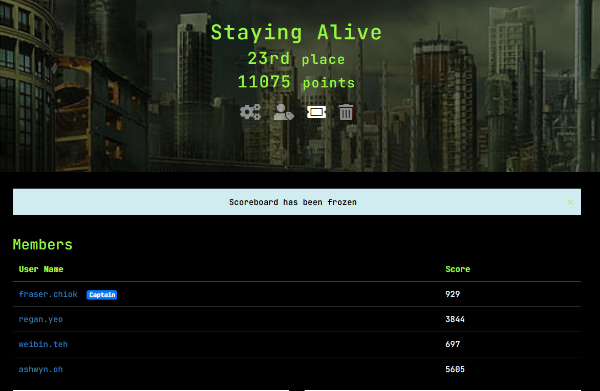 Staying Alive
23rd place
11075 points
Scoreboard has been frozen
×
Members
User Name Score
fraser.chiok Captain 929
regan.yeo 3844
weibin.teh 697
ashwyn.oh 5605